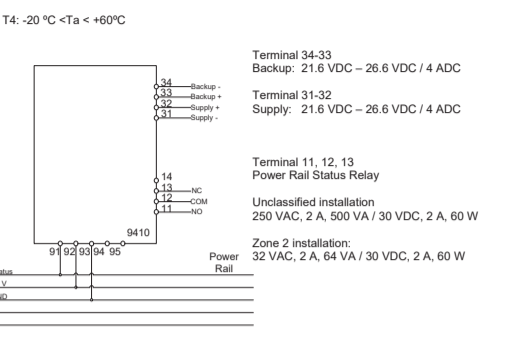 T4: -20 ºC <Ta < +60ºC
Terminal 34-33
Backup: 21.6 VDC – 26.6 VDC / 4 ADC
Terminal 31-32
Supply: 21.6 VDC – 26.6 VDC / 4 ADC
34 Backup -
33 Backup +
32 Supply +
31 Supply -
Terminal 11, 12, 13
Power Rail Status Relay
14
13 NC
12 COM
11 NO
Unclassified installation
250 VAC, 2 A, 500 VA / 30 VDC, 2 A, 60 W
9410
91 92 93 94 95
Power
Rail
Zone 2 installation:
32 VAC, 2 A, 64 VA / 30 VDC, 2 A, 60 W
V